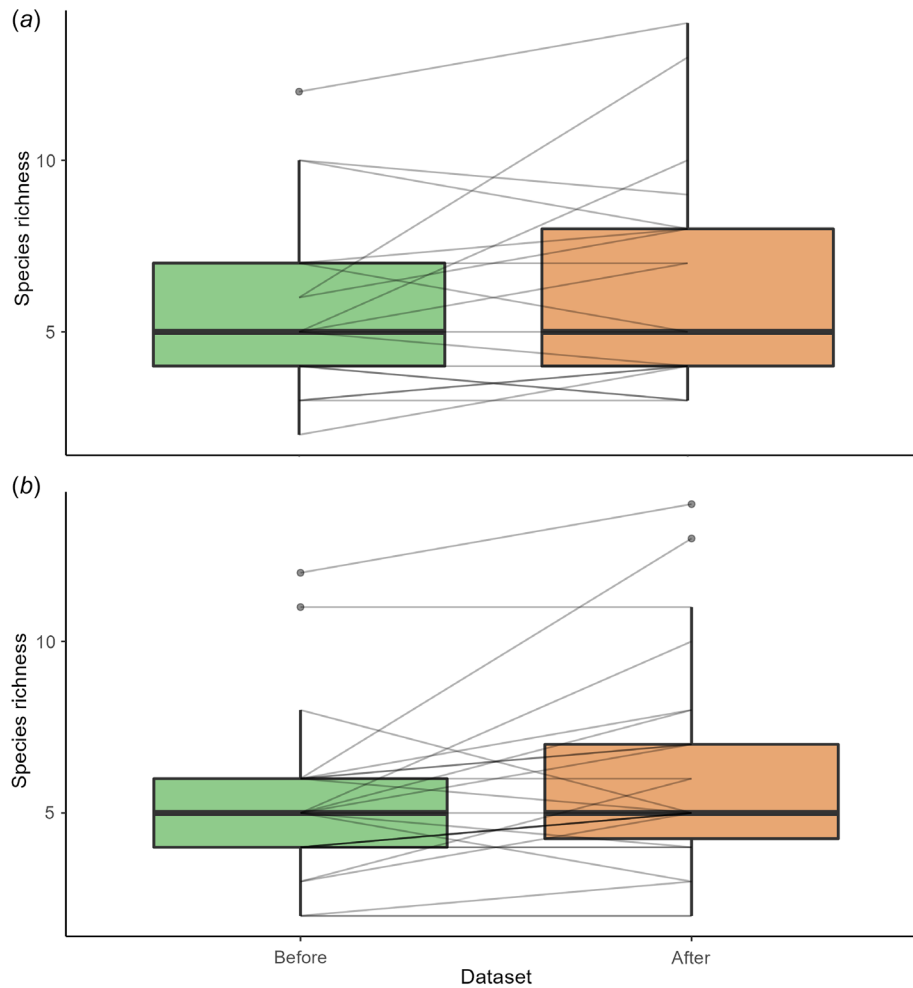 (a)
Species richness
10
5
(b)
Species richness
10
5
Before
After
Dataset